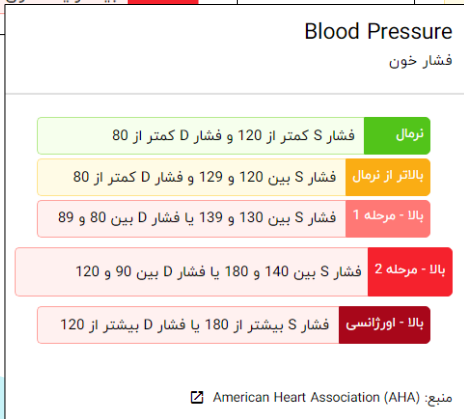 Blood Pressure
فشار خون
نرمال فشار S کمتر از 120 و فشار D کمتر از 80
بالاتر از نرمال فشار S بین 120 و 129 و فشار D کمتر از 80
بالا - مرحله 1 فشار S بین 130 و 139 یا فشار D بین 80 و 89
بالا - مرحله 2 فشار S بین 140 و 180 یا فشار D بین 90 و 120
بالا - اورژانسی فشار S بیشتر از 180 یا فشار D بیشتر از 120
منبع: American Heart Association (AHA)